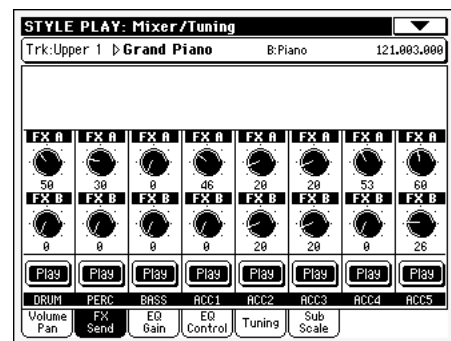 STYLE PLAY: Mixer/Tuning
Trk:Upper 1 Grand Piano B:Piano 121.003.000
FX A FX A FX A FX A FX A FX A FX A FX A
50 30 0 46 20 20 53 60
FX B FX B FX B FX B FX B FX B FX B FX B
0 0 0 0 20 20 0 26
Play Play Play Play Play Play Play Play
DRUM PERC BASS ACC1 ACC2 ACC3 ACC4 ACC5
Volume FX EQ EQ Tuning Sub
Pan Send Gain Control Scale